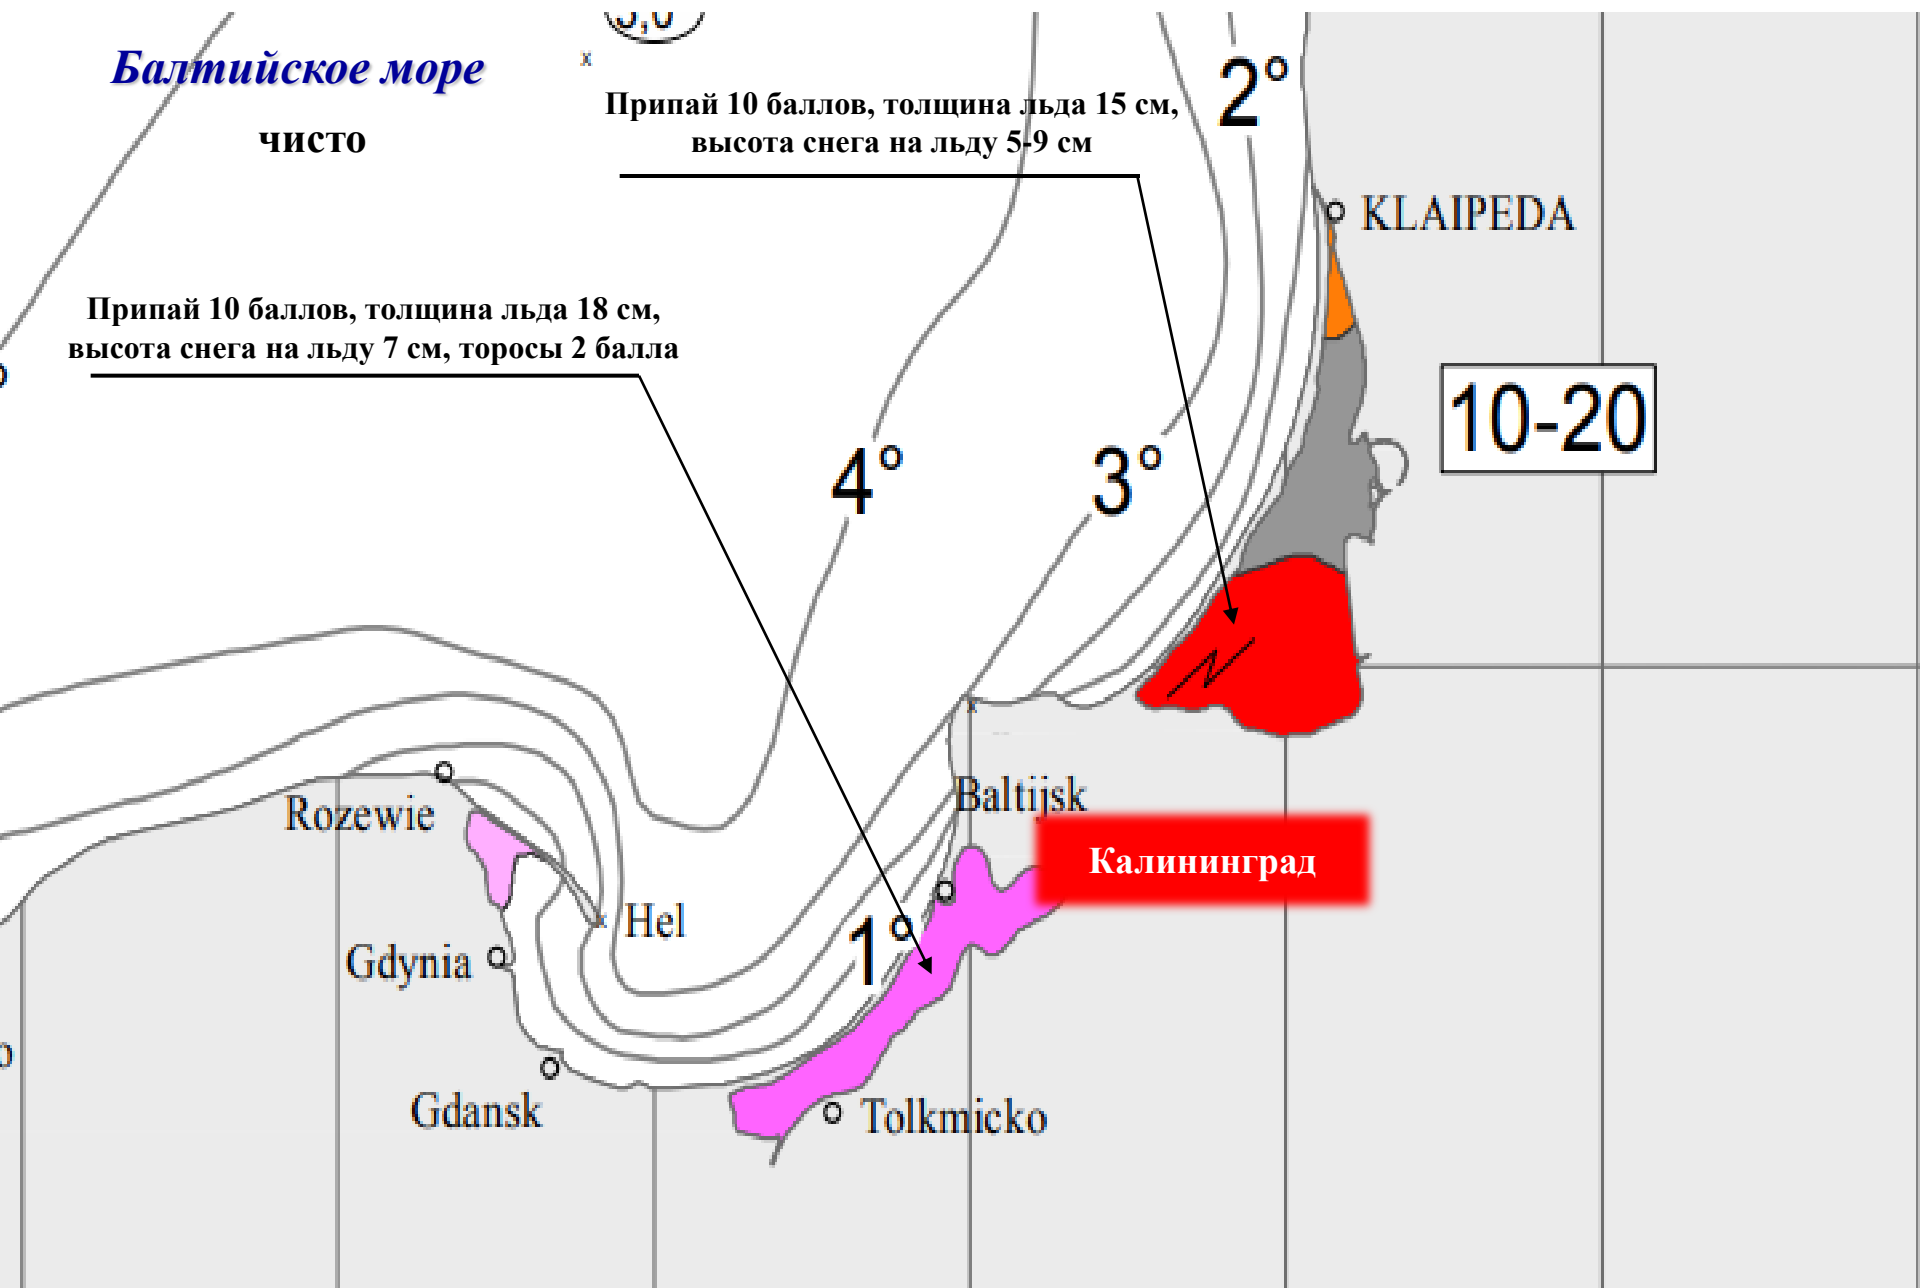 Балтийское море
чисто
Припай 10 баллов, толщина льда 15 см,
высота снега на льду 5-9 см
2°
KLAIPEDA
Припай 10 баллов, толщина льда 18 см,
высота снега на льду 7 см, торосы 2 балла
10-20
4°
3°
Baltijsk
Rozewie
Калининград
Hel
1°
Gdynia
Gdansk
Tolkmicko